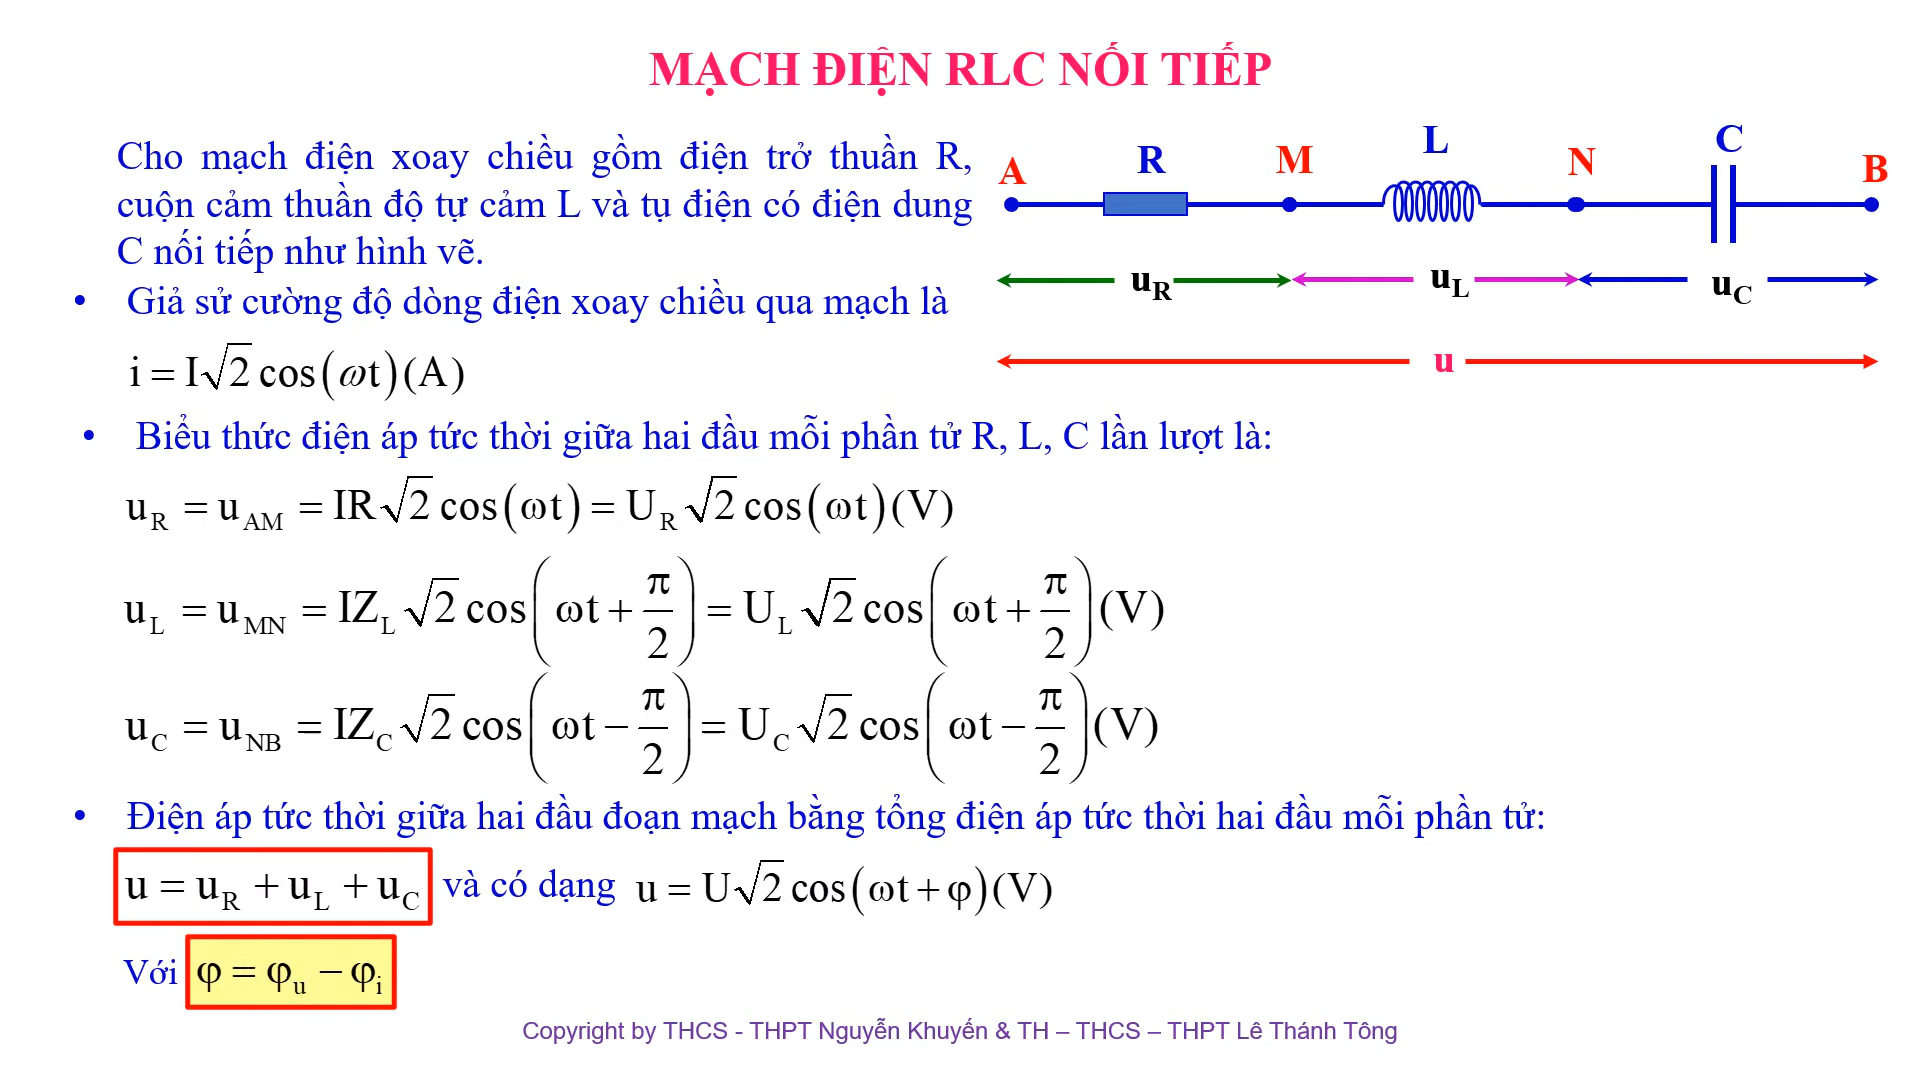 MẠCH ĐIỆN RLC NỐI TIẾP
Cho mạch điện xoay chiều gồm điện trở thuần R,
cuộn cảm thuần độ tự cảm L và tụ điện có điện dung
C nối tiếp như hình vẽ.
A R M L N C B
u_R u_L u_C
u
• Giả sử cường độ dòng điện xoay chiều qua mạch là
i = I√2 cos(ωt)(A)
• Biểu thức điện áp tức thời giữa hai đầu mỗi phần tử R, L, C lần lượt là:
u_R = u_AM = IR√2 cos(ωt) = U_R√2 cos(ωt)(V)
u_L = u_MN = IZ_L√2 cos(ωt + π/2) = U_L√2 cos(ωt + π/2)(V)
u_C = u_NB = IZ_C√2 cos(ωt − π/2) = U_C√2 cos(ωt − π/2)(V)
• Điện áp tức thời giữa hai đầu đoạn mạch bằng tổng điện áp tức thời hai đầu mỗi phần tử:
u = u_R + u_L + u_C và có dạng u = U√2 cos(ωt + φ)(V)
Với φ = φ_u − φ_i
Copyright by THCS - THPT Nguyễn Khuyến & TH – THCS – THPT Lê Thánh Tông